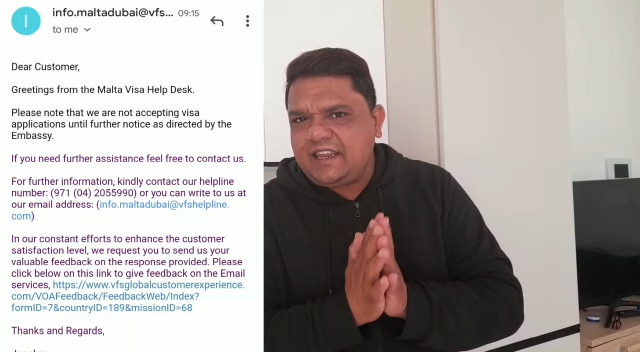 I
info.maltadubai@vfs... 09:15
to me
Dear Customer,
Greetings from the Malta Visa Help Desk.
Please note that we are not accepting visa
applications until further notice as directed by the
Embassy.
If you need further assistance feel free to contact us.
For further information, kindly contact our helpline
number: (971 (04) 2055990) or you can write to us at
our email address: (info.maltadubai@vfshelpline.
com)
In our constant efforts to enhance the customer
satisfaction level, we request you to send us your
valuable feedback on the response provided. Please
click below on this link to give feedback on the Email
services, https://www.vfsglobalcustomerexperience.
com/VOAFeedback/FeedbackWeb/Index?
formID=7&countryID=189&missionID=68
Thanks and Regards,